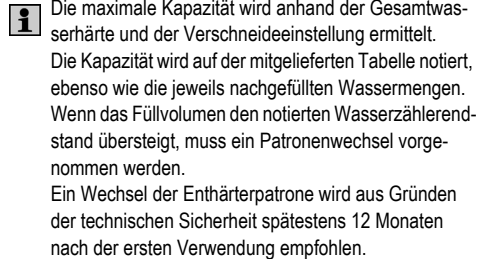 Die maximale Kapazität wird anhand der Gesamtwas-
serhärte und der Verschneideeinstellung ermittelt.
Die Kapazität wird auf der mitgelieferten Tabelle notiert,
ebenso wie die jeweils nachgefüllten Wassermengen.
Wenn das Füllvolumen den notierten Wasserzählerend-
stand übersteigt, muss ein Patronenwechsel vorge-
nommen werden.
Ein Wechsel der Enthärterpatrone wird aus Gründen
der technischen Sicherheit spätestens 12 Monaten
nach der ersten Verwendung empfohlen.